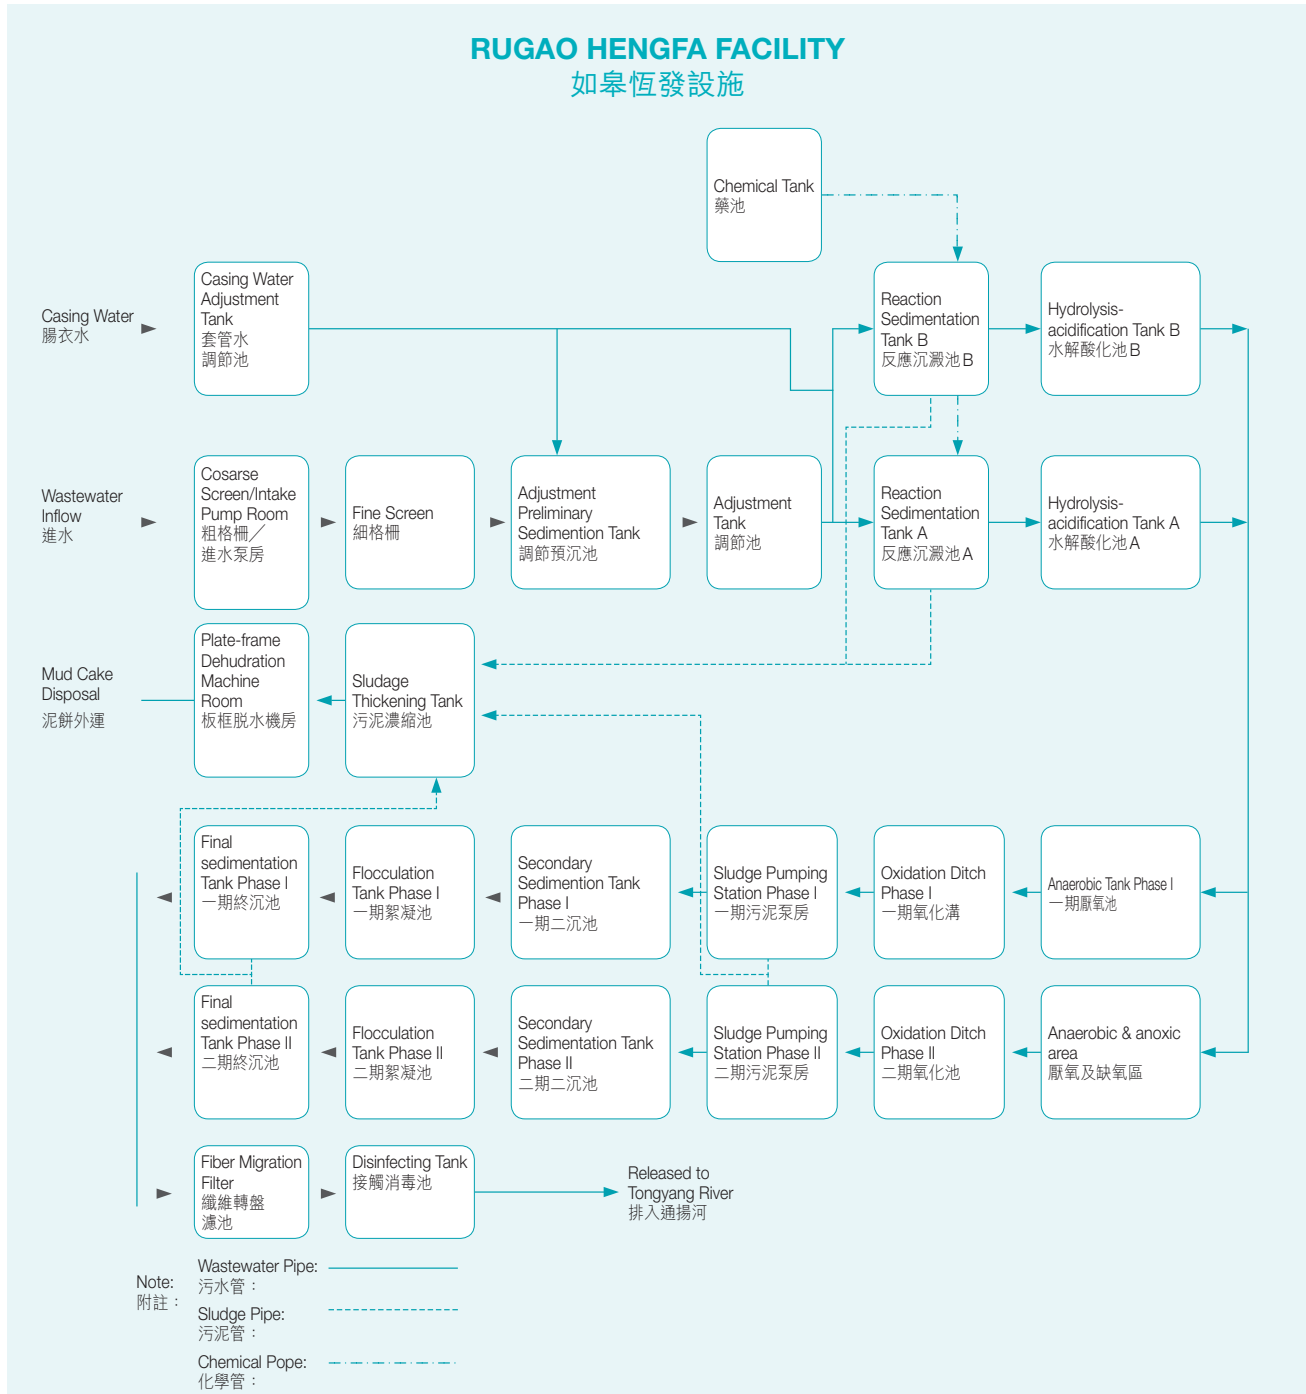 RUGAO HENGFA FACILITY
如皋恆發設施
Chemical Tank
藥池
Casing Water
腸衣水
Casing Water
Adjustment
Tank
套管水
調節池
Reaction
Sedimentation
Tank B
反應沉澱池B
Hydrolysis-
acidification Tank B
水解酸化池B
Wastewater
Inflow
進水
Cosarse
Screen/Intake
Pump Room
粗格柵／
進水泵房
Fine Screen
細格柵
Adjustment
Preliminary
Sedimention Tank
調節預沉池
Adjustment
Tank
調節池
Reaction
Sedimentation
Tank A
反應沉澱池A
Hydrolysis-
acidification Tank A
水解酸化池A
Mud Cake
Disposal
泥餅外運
Plate-frame
Dehudration
Machine
Room
板框脱水機房
Sludage
Thickening Tank
污泥濃縮池
Final
sedimentation
Tank Phase I
一期終沉池
Flocculation
Tank Phase I
一期絮凝池
Secondary
Sedimention Tank
Phase I
一期二沉池
Sludge Pumping
Station Phase I
一期污泥泵房
Oxidation Ditch
Phase I
一期氧化溝
Anaerobic Tank Phase I
一期厭氧池
Final
sedimentation
Tank Phase II
二期終沉池
Flocculation
Tank Phase II
二期絮凝池
Secondary
Sedimentation Tank
Phase II
二期二沉池
Sludge Pumping
Station Phase II
二期污泥泵房
Oxidation Ditch
Phase II
二期氧化池
Anaerobic & anoxic
area
厭氧及缺氧區
Fiber Migration
Filter
纖維轉盤
濾池
Disinfecting Tank
接觸消毒池
Released to
Tongyang River
排入通揚河
Note:
附註：
Wastewater Pipe:
污水管：
Sludge Pipe:
污泥管：
Chemical Pope:
化學管：